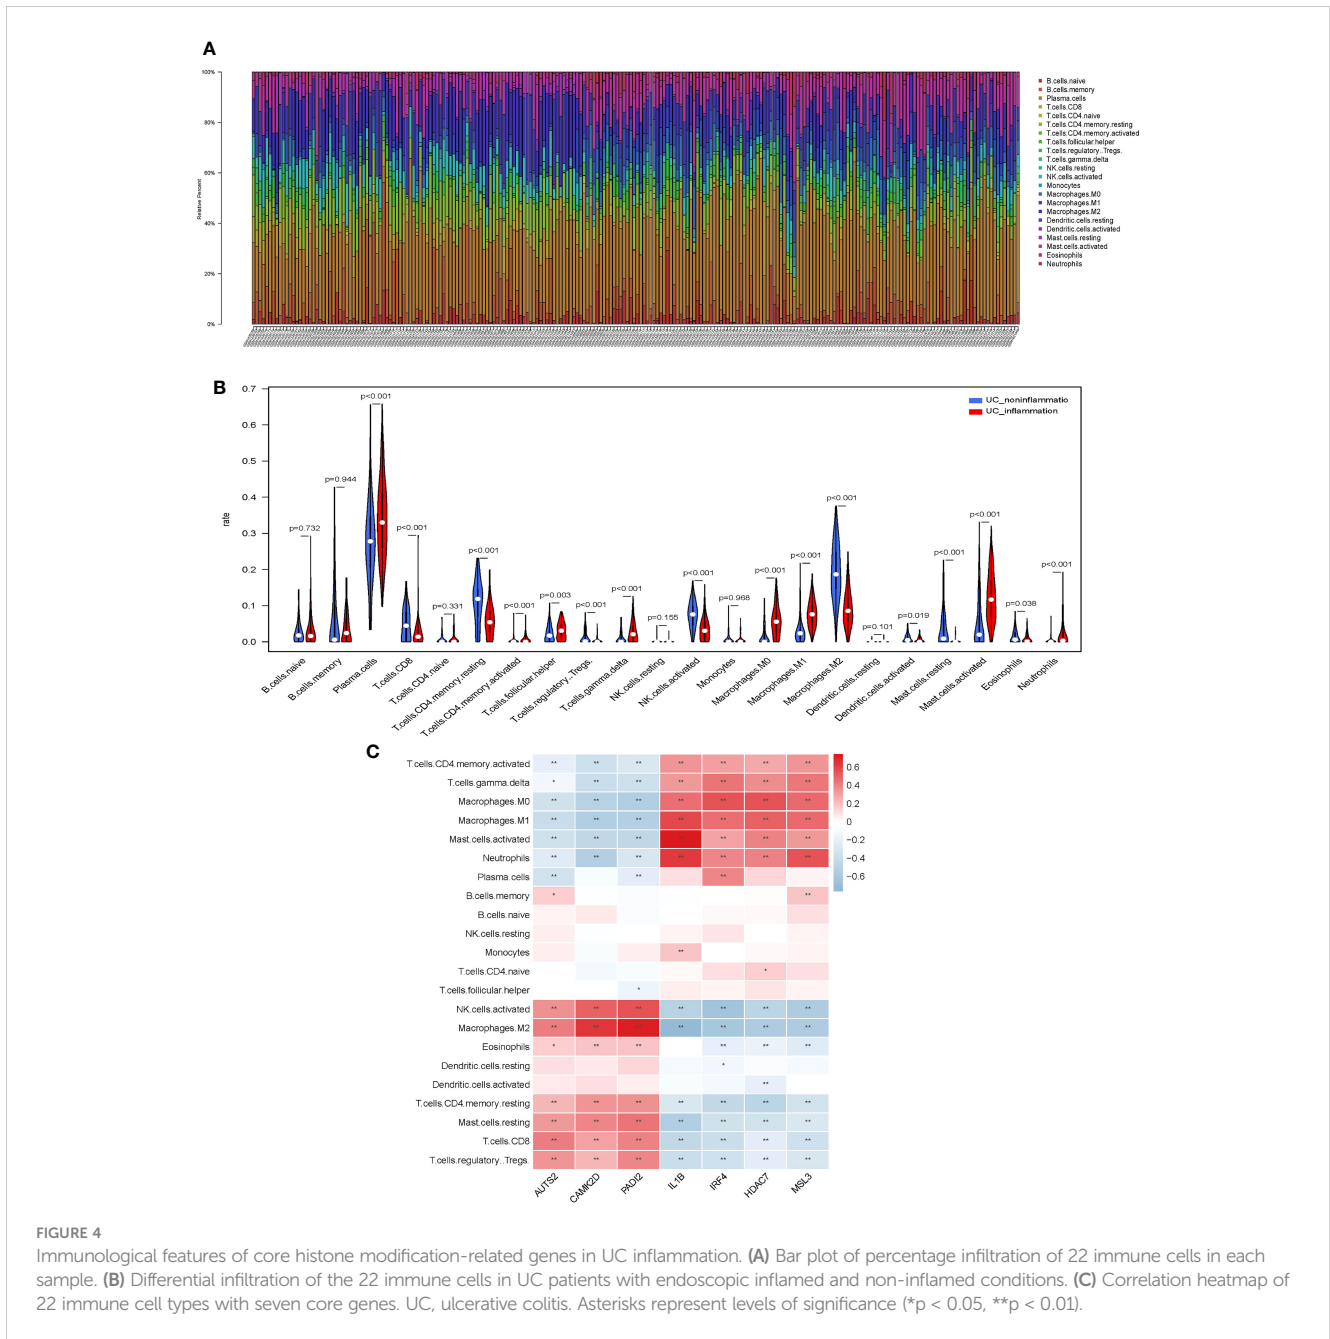 A
100%
80%
60%
40%
20%
0%
Relative Percent
B.cells.naive
B.cells.memory
Plasma.cells
T.cells.CD8
T.cells.CD4.naive
T.cells.CD4.memory.resting
T.cells.CD4.memory.activated
T.cells.follicular.helper
T.cells.regulatory..Tregs.
T.cells.gamma.delta
NK.cells.resting
NK.cells.activated
Monocytes
Macrophages.M0
Macrophages.M1
Macrophages.M2
Dendritic.cells.resting
Dendritic.cells.activated
Mast.cells.resting
Mast.cells.activated
Eosinophils
Neutrophils
B
0.7
0.6
0.5
0.4
0.3
0.2
0.1
0.0
rate
UC_noninflammatio
UC_inflammation
p=0.732
p=0.944
p<0.001
p<0.001
p=0.331
p<0.001
p<0.001
p=0.003
p<0.001
p<0.001
p=0.155
p<0.001
p=0.968
p<0.001
p<0.001
p<0.001
p=0.101
p=0.019
p<0.001
p<0.001
p=0.038
p<0.001
B.cells.naive
B.cells.memory
Plasma.cells
T.cells.CD8
T.cells.CD4.naive
T.cells.CD4.memory.resting
T.cells.CD4.memory.activated
T.cells.follicular.helper
T.cells.regulatory..Tregs.
T.cells.gamma.delta
NK.cells.resting
NK.cells.activated
Monocytes
Macrophages.M0
Macrophages.M1
Macrophages.M2
Dendritic.cells.resting
Dendritic.cells.activated
Mast.cells.resting
Mast.cells.activated
Eosinophils
Neutrophils
C
T.cells.CD4.memory.activated ** ** ** ** ** ** **
T.cells.gamma.delta * ** ** ** ** ** **
Macrophages.M0 ** ** ** ** ** ** **
Macrophages.M1 ** ** ** ** ** ** **
Mast.cells.activated ** ** ** ** ** ** **
Neutrophils ** ** ** ** ** ** **
Plasma.cells ** ** **
B.cells.memory * **
B.cells.naive
NK.cells.resting
Monocytes **
T.cells.CD4.naive *
T.cells.follicular.helper *
NK.cells.activated ** ** ** ** ** ** **
Macrophages.M2 ** ** ** ** ** ** **
Eosinophils * ** ** ** ** **
Dendritic.cells.resting *
Dendritic.cells.activated **
T.cells.CD4.memory.resting ** ** ** ** ** ** **
Mast.cells.resting ** ** ** ** ** ** **
T.cells.CD8 ** ** ** ** ** ** **
T.cells.regulatory..Tregs. ** ** ** ** ** ** **
AUTS2
CAMK2D
PADI2
IL1B
IRF4
HDAC7
MSL3
0.6
0.4
0.2
0
−0.2
−0.4
−0.6
FIGURE 4
Immunological features of core histone modification-related genes in UC inflammation. (A) Bar plot of percentage infiltration of 22 immune cells in each
sample. (B) Differential infiltration of the 22 immune cells in UC patients with endoscopic inflamed and non-inflamed conditions. (C) Correlation heatmap of
22 immune cell types with seven core genes. UC, ulcerative colitis. Asterisks represent levels of significance (*p < 0.05, **p < 0.01).